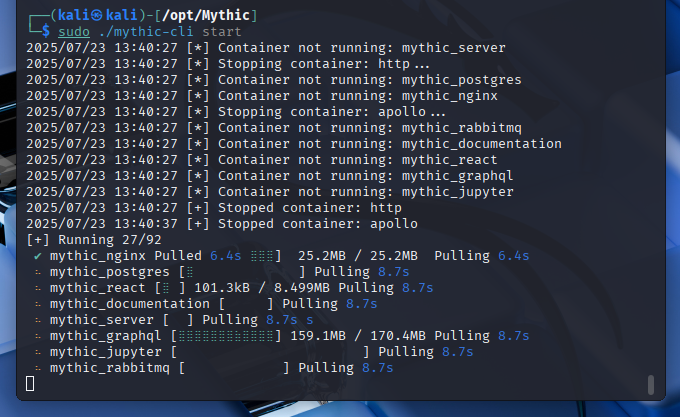 ┌──(kali㉿kali)-[/opt/Mythic]
└─$ sudo ./mythic-cli start
2025/07/23 13:40:27 [*] Container not running: mythic_server
2025/07/23 13:40:27 [*] Stopping container: http...
2025/07/23 13:40:27 [*] Container not running: mythic_postgres
2025/07/23 13:40:27 [*] Container not running: mythic_nginx
2025/07/23 13:40:27 [*] Stopping container: apollo...
2025/07/23 13:40:27 [*] Container not running: mythic_rabbitmq
2025/07/23 13:40:27 [*] Container not running: mythic_documentation
2025/07/23 13:40:27 [*] Container not running: mythic_react
2025/07/23 13:40:27 [*] Container not running: mythic_graphql
2025/07/23 13:40:27 [*] Container not running: mythic_jupyter
2025/07/23 13:40:27 [+] Stopped container: http
2025/07/23 13:40:37 [+] Stopped container: apollo
[+] Running 27/92
✔ mythic_nginx Pulled 6.4s ⣿⣿⣿] 25.2MB / 25.2MB Pulling 6.4s
mythic_postgres [⣿ ] Pulling 8.7s
mythic_react [⣿ ] 101.3kB / 8.499MB Pulling 8.7s
mythic_documentation [ ] Pulling 8.7s
mythic_server [ ] Pulling 8.7s s
mythic_graphql [⣿⣿⣿⣿⣿⣿⣿⣿⣿⣿⣿⣿] 159.1MB / 170.4MB Pulling 8.7s
mythic_jupyter [ ] Pulling 8.7s
mythic_rabbitmq [ ] Pulling 8.7s